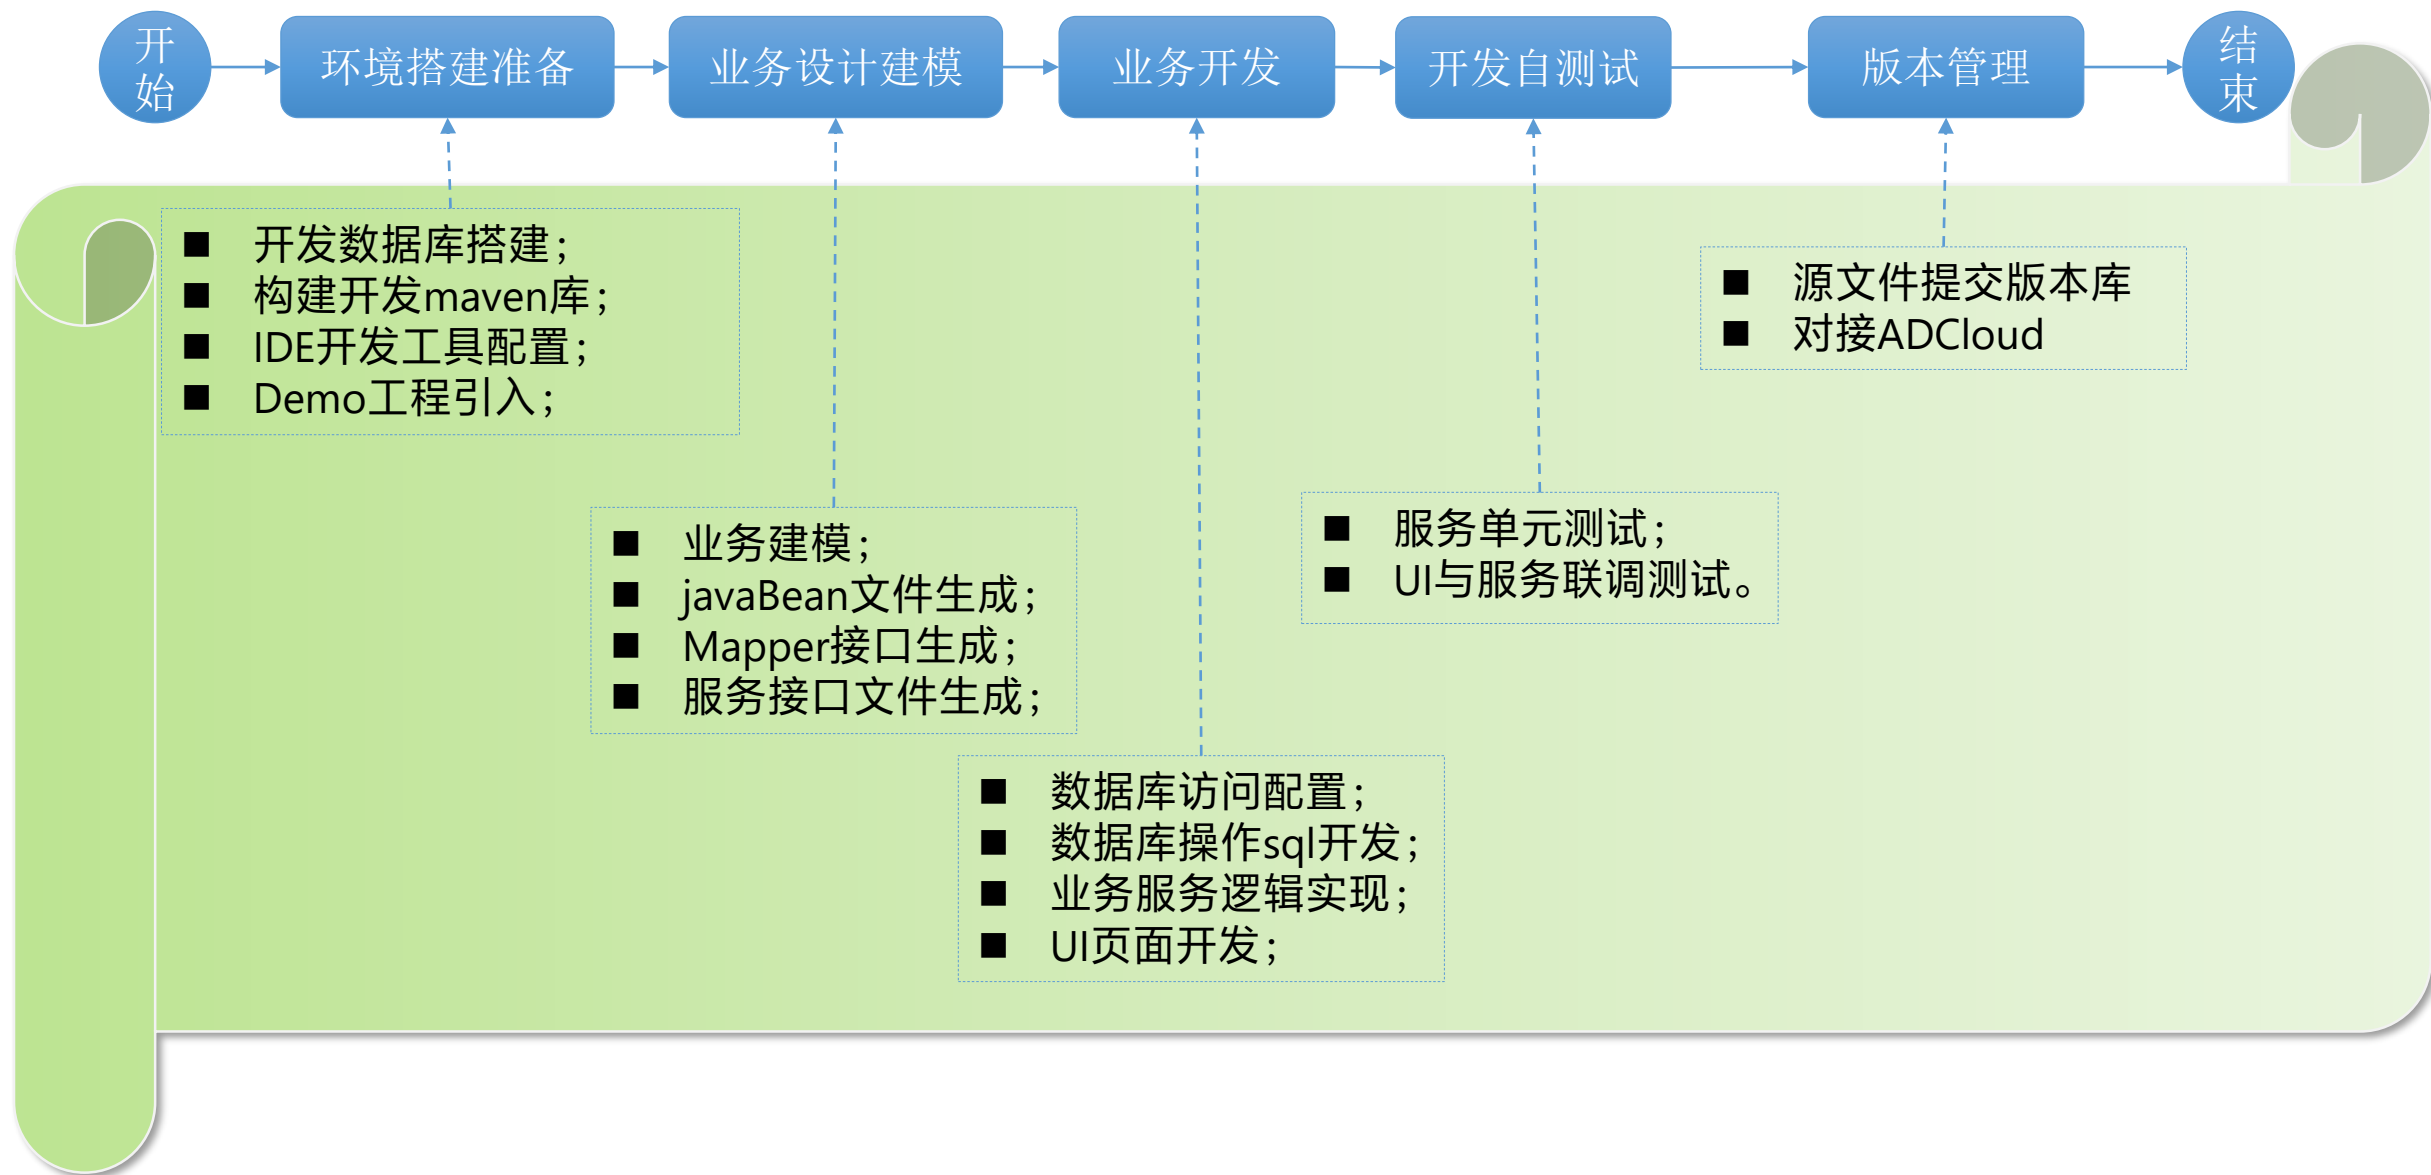 开
始
环境搭建准备
业务设计建模
业务开发
开发自测试
版本管理
结
束
■ 开发数据库搭建；
■ 构建开发maven库；
■ IDE开发工具配置；
■ Demo工程引入；
■ 业务建模；
■ javaBean文件生成；
■ Mapper接口生成；
■ 服务接口文件生成；
■ 数据库访问配置；
■ 数据库操作sql开发；
■ 业务服务逻辑实现；
■ UI页面开发；
■ 服务单元测试；
■ UI与服务联调测试。
■ 源文件提交版本库
■ 对接ADCloud